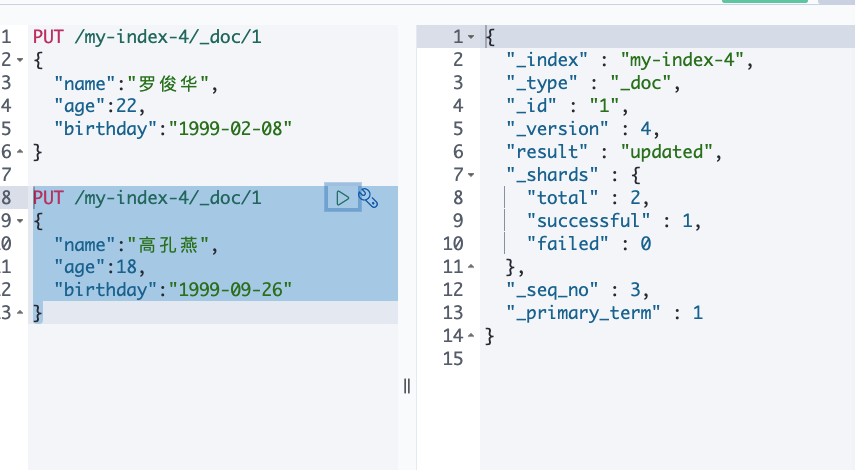 1 PUT /my-index-4/_doc/1
2 {
3 "name":"罗俊华",
4 "age":22,
5 "birthday":"1999-02-08"
6 }
7
8 PUT /my-index-4/_doc/1
9 {
10 "name":"高孔燕",
11 "age":18,
12 "birthday":"1999-09-26"
13 }
1 {
2 "_index" : "my-index-4",
3 "_type" : "_doc",
4 "_id" : "1",
5 "_version" : 4,
6 "result" : "updated",
7 "_shards" : {
8 "total" : 2,
9 "successful" : 1,
10 "failed" : 0
11 },
12 "_seq_no" : 3,
13 "_primary_term" : 1
14 }
15